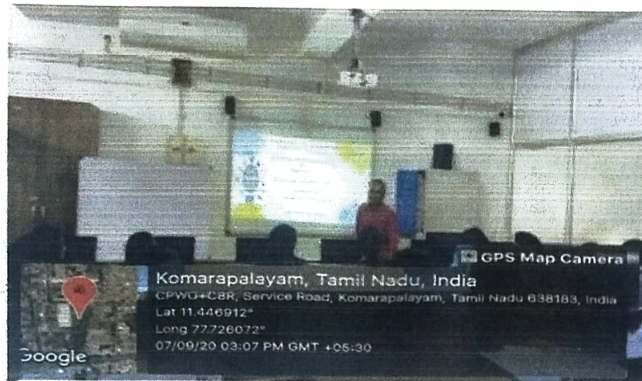 GPS Map Camera
Komarapalayam, Tamil Nadu, India
CPWG+C8R, Service Road, Komarapalayam, Tamil Nadu 638183, India
Lat 11.446912°
Long 77.726072°
07/09/20 03:07 PM GMT +05:30
Google